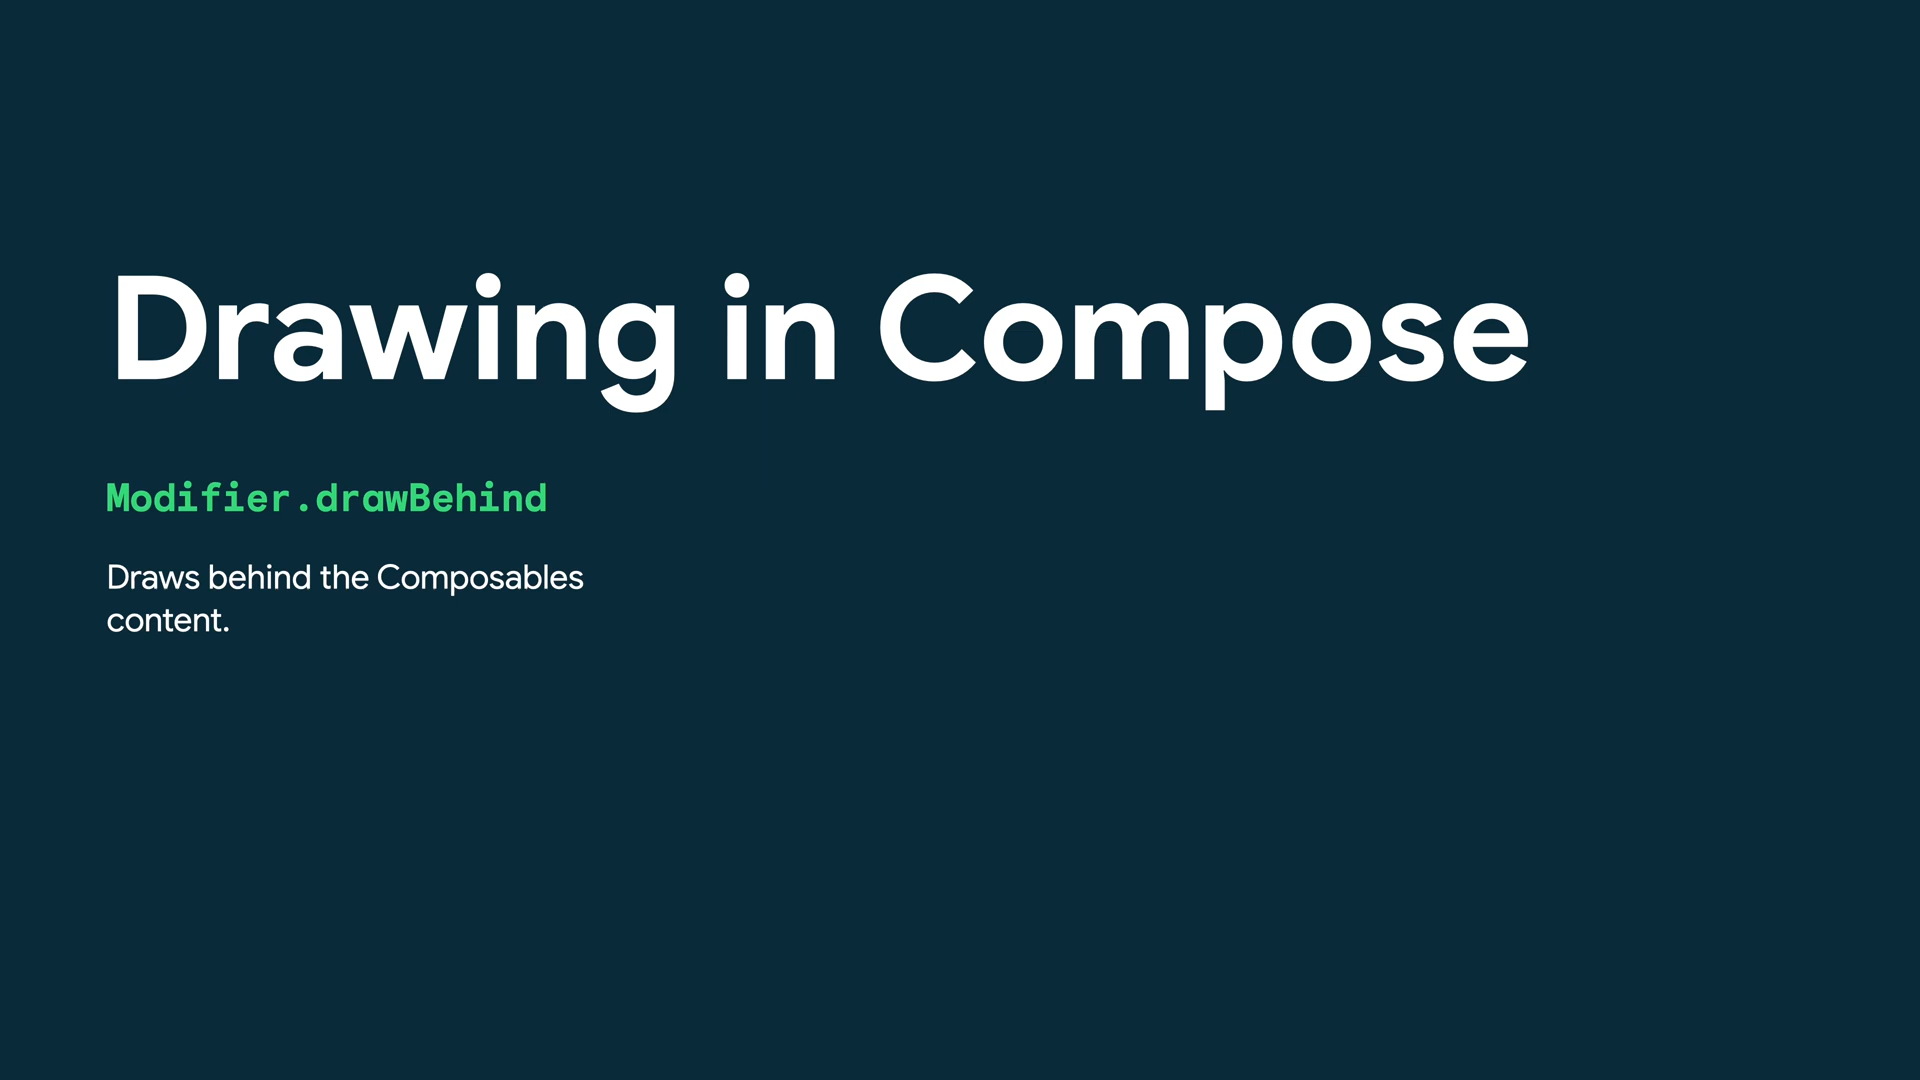 Drawing in Compose
Modifier.drawBehind
Draws behind the Composables
content.